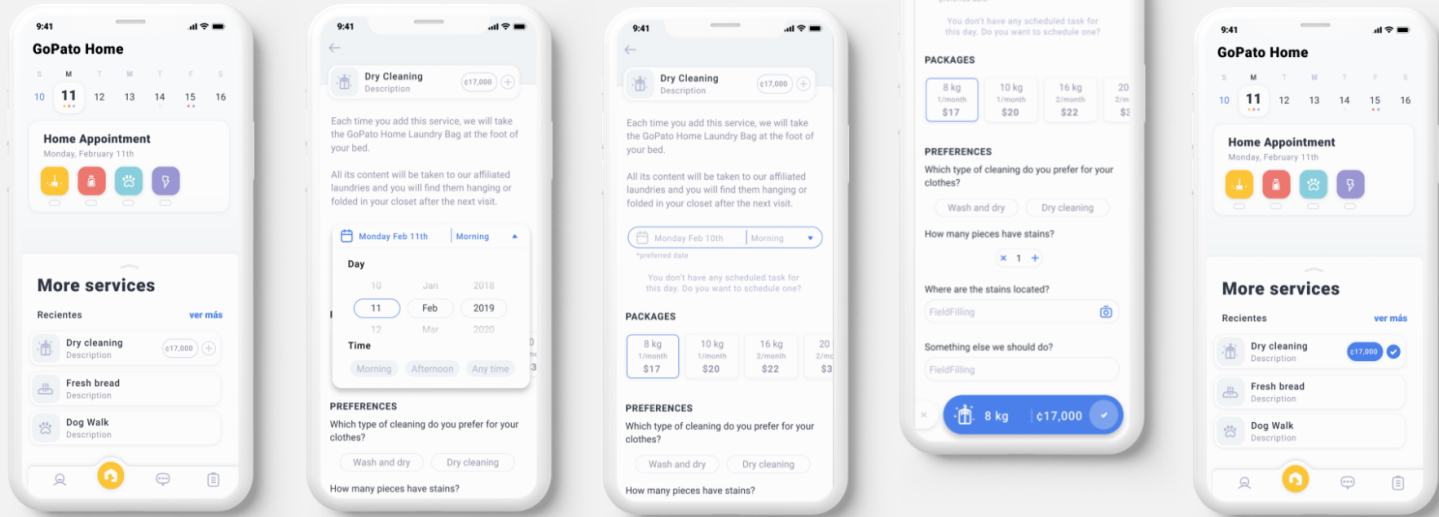 9:41
GoPato Home
S M T W T F S
10 11 12 13 14 15 16
Home Appointment
Monday, February 11th
More services
Recientes ver más
Dry cleaning
Description
¢17,000
Fresh bread
Description
Dog Walk
Description
9:41
Dry Cleaning
Description
¢17,000
Each time you add this service, we will take
the GoPato Home Laundry Bag at the foot of
your bed.
All its content will be taken to our affiliated
laundries and you will find them hanging or
folded in your closet after the next visit.
Monday Feb 11th Morning
Day
10 Jan 2018
11 Feb 2019
12 Mar 2020
Time
Morning Afternoon Any time
PREFERENCES
Which type of cleaning do you prefer for your
clothes?
Wash and dry Dry cleaning
How many pieces have stains?
9:41
Dry Cleaning
Description
¢17,000
Each time you add this service, we will take
the GoPato Home Laundry Bag at the foot of
your bed.
All its content will be taken to our affiliated
laundries and you will find them hanging or
folded in your closet after the next visit.
Monday Feb 10th Morning
*preferred date
You don't have any scheduled task for
this day. Do you want to schedule one?
PACKAGES
8 kg 10 kg 16 kg 20
1/month 1/month 2/month 2/mo
$17 $20 $22 $3
PREFERENCES
Which type of cleaning do you prefer for your
clothes?
Wash and dry Dry cleaning
How many pieces have stains?
You don't have any scheduled task for
this day. Do you want to schedule one?
PACKAGES
8 kg 10 kg 16 kg 20
1/month 1/month 2/month 2/m
$17 $20 $22 $3
PREFERENCES
Which type of cleaning do you prefer for your
clothes?
Wash and dry Dry cleaning
How many pieces have stains?
× 1 +
Where are the stains located?
FieldFilling
Something else we should do?
FieldFilling
8 kg ¢17,000
9:41
GoPato Home
S M T W T F S
10 11 12 13 14 15 16
Home Appointment
Monday, February 11th
More services
Recientes ver más
Dry cleaning
Description
¢17,000
Fresh bread
Description
Dog Walk
Description